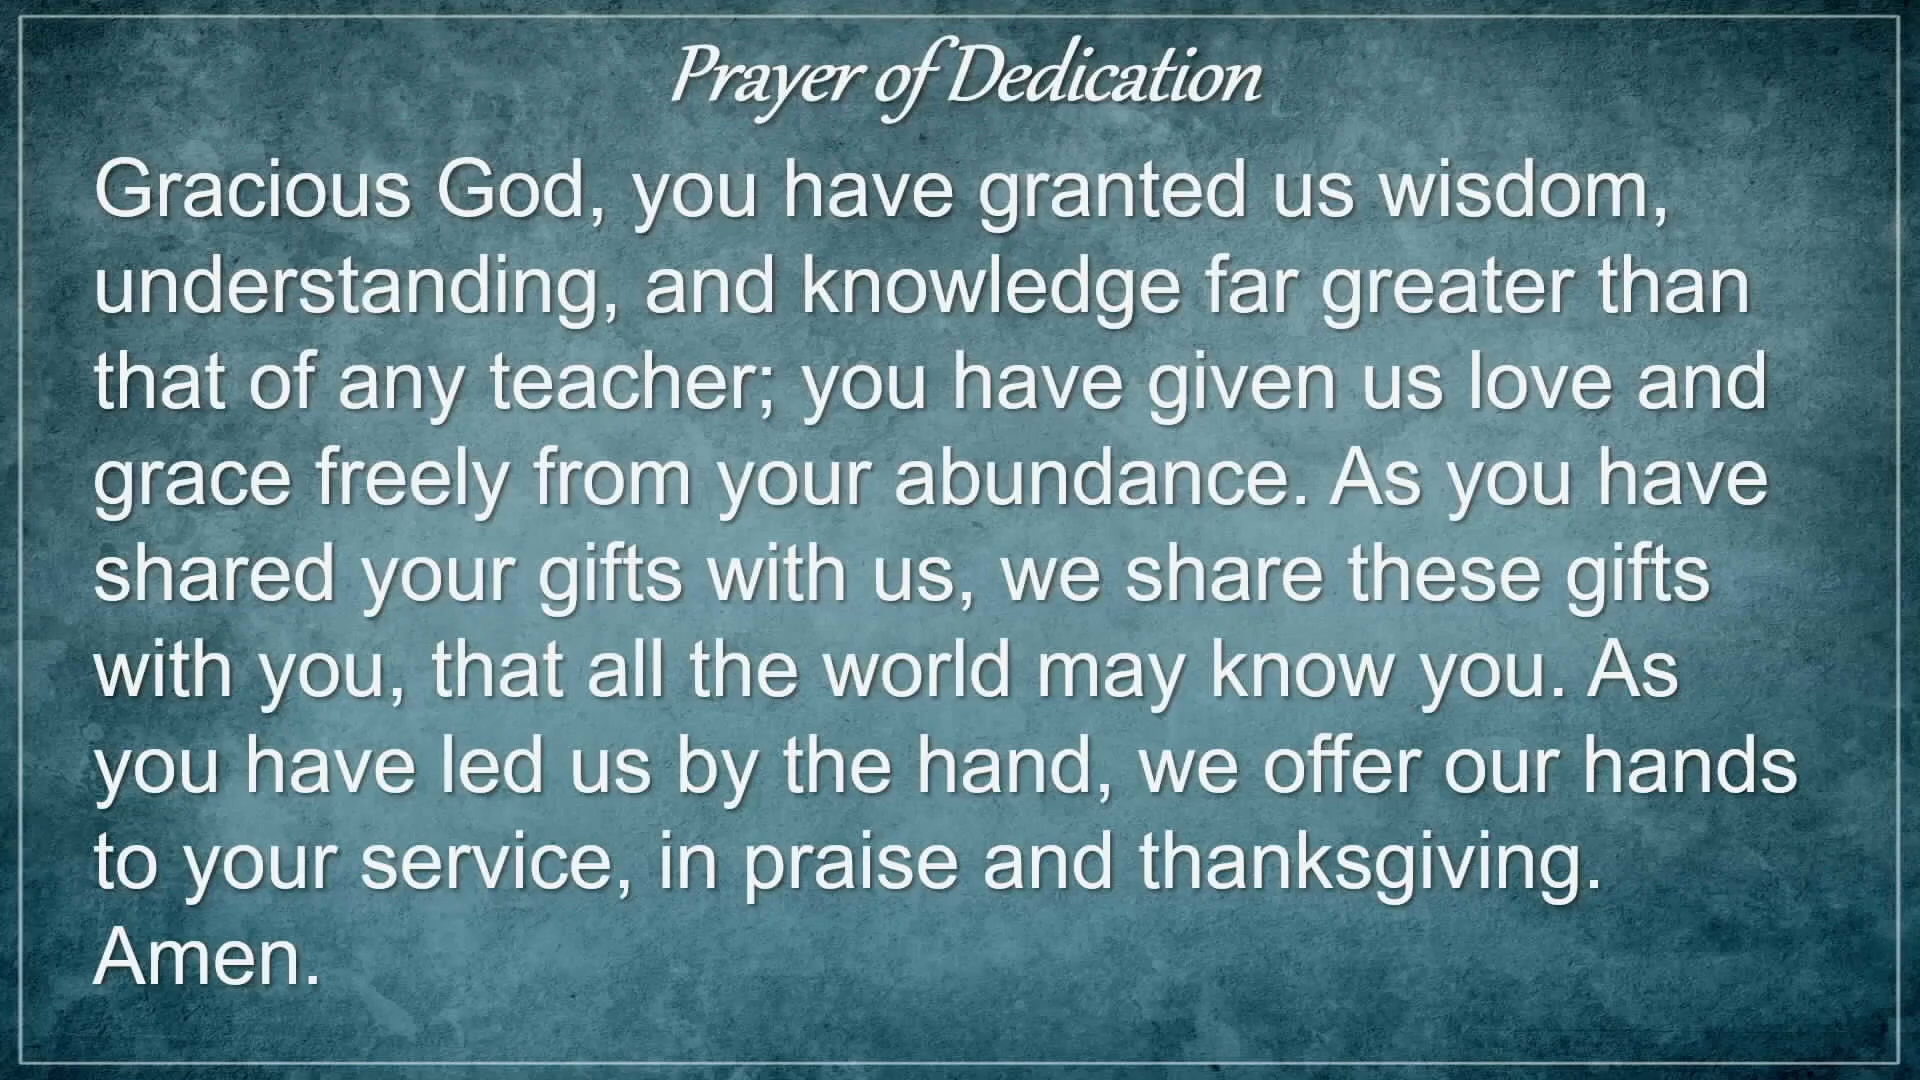 Prayer of Dedication
Gracious God, you have granted us wisdom,
understanding, and knowledge far greater than
that of any teacher; you have given us love and
grace freely from your abundance. As you have
shared your gifts with us, we share these gifts
with you, that all the world may know you. As
you have led us by the hand, we offer our hands
to your service, in praise and thanksgiving.
Amen.